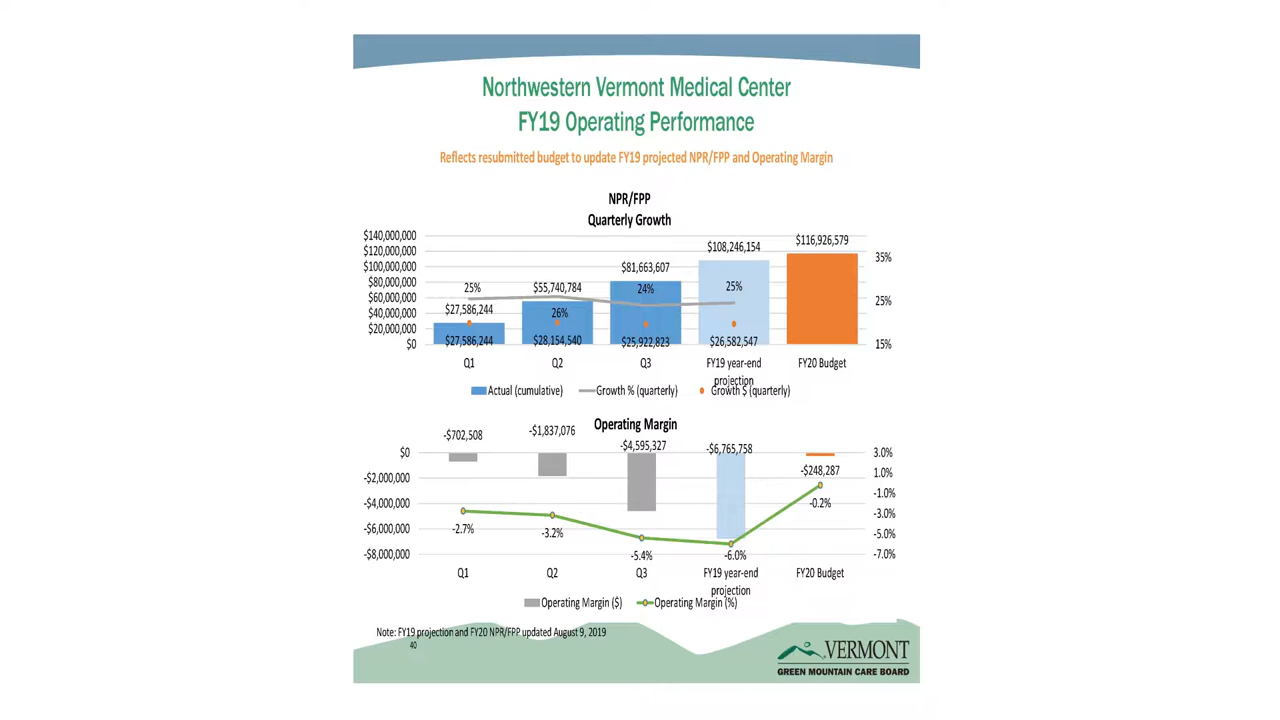 Northwestern Vermont Medical Center
FY19 Operating Performance
Reflects resubmitted budget to update FY19 projected NPR/FPP and Operating Margin
NPR/FPP
Quarterly Growth
$140,000,000
$120,000,000
$100,000,000
$80,000,000
$60,000,000
$40,000,000
$20,000,000
$0
$27,586,244
$55,740,784
$81,663,607
$108,246,154
$116,926,579
25%
26%
24%
25%
$27,586,244
$28,154,540
$25,922,823
$26,582,547
35%
25%
15%
Q1
Q2
Q3
FY19 year-end
projection
FY20 Budget
Actual (cumulative)
Growth % (quarterly)
Growth $ (quarterly)
Operating Margin
$0
-$2,000,000
-$4,000,000
-$6,000,000
-$8,000,000
-$702,508
-$1,837,076
-$4,595,327
-$6,765,758
-$248,287
-2.7%
-3.2%
-5.4%
-6.0%
-0.2%
3.0%
1.0%
-1.0%
-3.0%
-5.0%
-7.0%
Q1
Q2
Q3
FY19 year-end
projection
FY20 Budget
Operating Margin ($)
Operating Margin (%)
Note: FY19 projection and FY20 NPR/FPP updated August 9, 2019
40
VERMONT
GREEN MOUNTAIN CARE BOARD